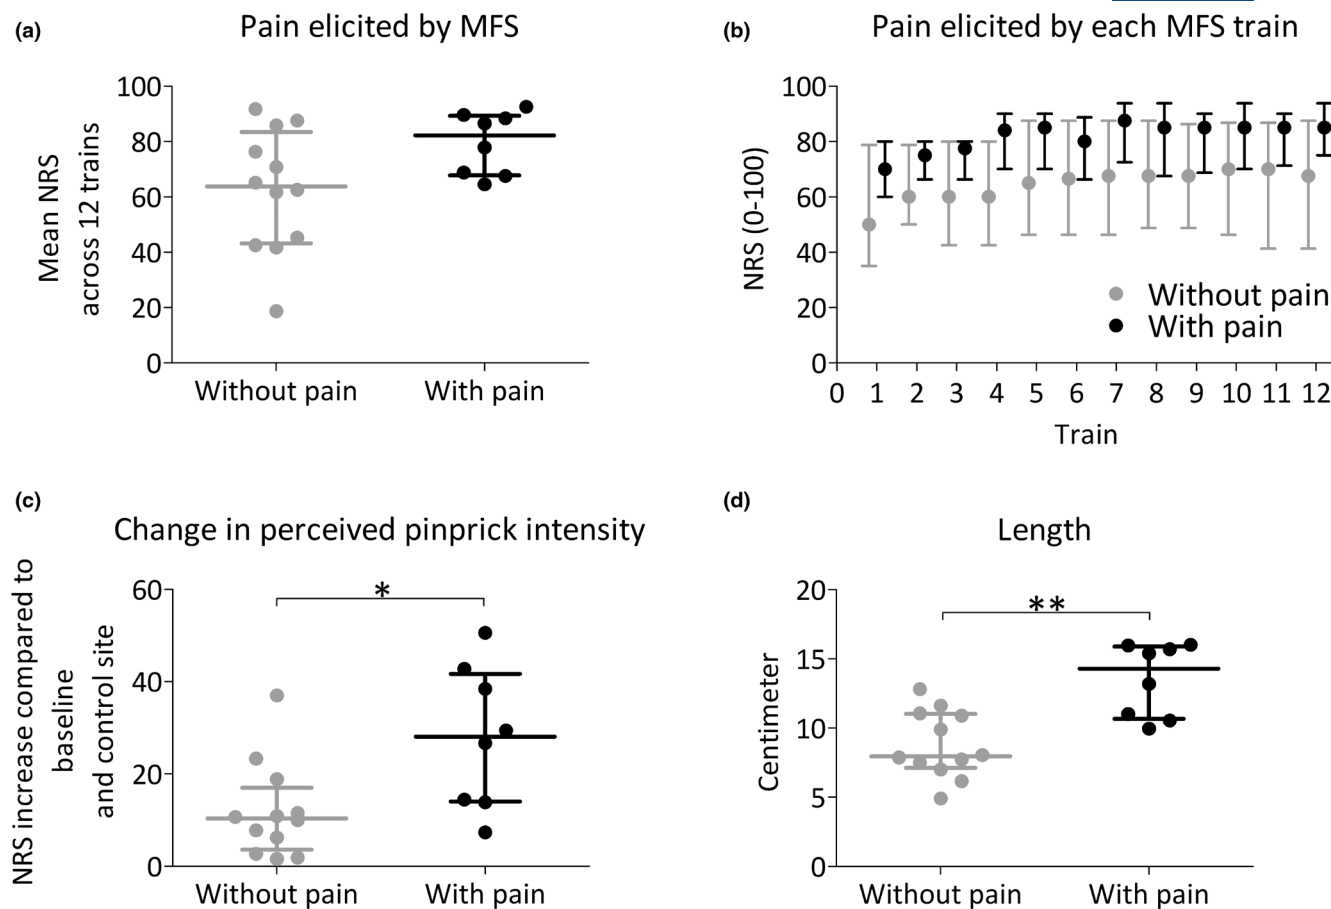 (a)
Pain elicited by MFS
Mean NRS
across 12 trains
100
80
60
40
20
0
Without pain
With pain
(b)
Pain elicited by each MFS train
NRS (0-100)
100
80
60
40
20
0
Without pain
With pain
0 1 2 3 4 5 6 7 8 9 10 11 12
Train
(c)
Change in perceived pinprick intensity
NRS increase compared to
baseline
and control site
60
40
20
0
*
Without pain
With pain
(d)
Length
Centimeter
20
15
10
5
0
**
Without pain
With pain